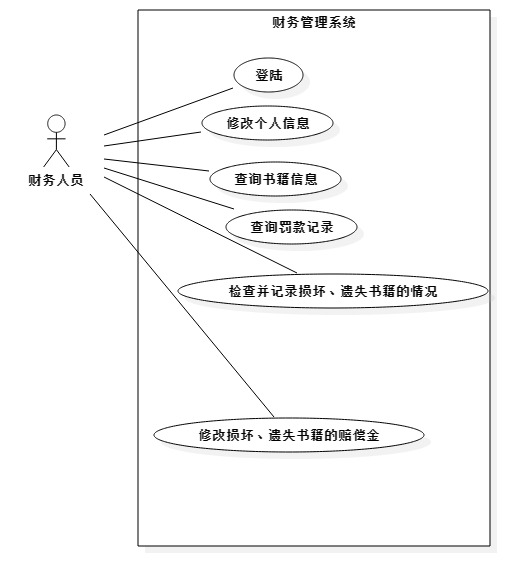 财务管理系统
登陆
修改个人信息
财务人员
查询书籍信息
查询罚款记录
检查并记录损坏、遗失书籍的情况
修改损坏、遗失书籍的赔偿金